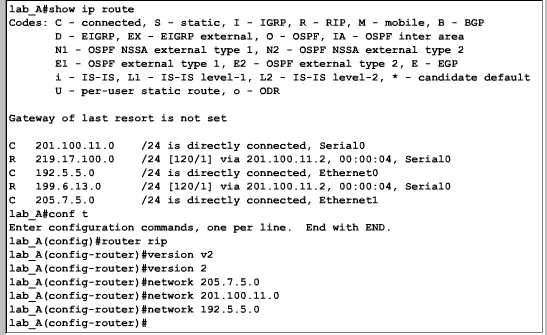 lab_A#show ip route
Codes: C - connected, S - static, I - IGRP, R - RIP, M - mobile, B - BGP
D - EIGRP, EX - EIGRP external, O - OSPF, IA - OSPF inter area
N1 - OSPF NSSA external type 1, N2 - OSPF NSSA external type 2
E1 - OSPF external type 1, E2 - OSPF external type 2, E - EGP
i - IS-IS, L1 - IS-IS level-1, L2 - IS-IS level-2, * - candidate default
U - per-user static route, o - ODR
Gateway of last resort is not set
C 201.100.11.0 /24 is directly connected, Serial0
R 219.17.100.0 /24 [120/1] via 201.100.11.2, 00:00:04, Serial0
C 192.5.5.0 /24 is directly connected, Ethernet0
R 199.6.13.0 /24 [120/1] via 201.100.11.2, 00:00:04, Serial0
C 205.7.5.0 /24 is directly connected, Ethernet1
lab_A#conf t
Enter configuration commands, one per line. End with END.
lab_A(config)#router rip
lab_A(config-router)#version v2
lab_A(config-router)#version 2
lab_A(config-router)#network 205.7.5.0
lab_A(config-router)#network 201.100.11.0
lab_A(config-router)#network 192.5.5.0
lab_A(config-router)#